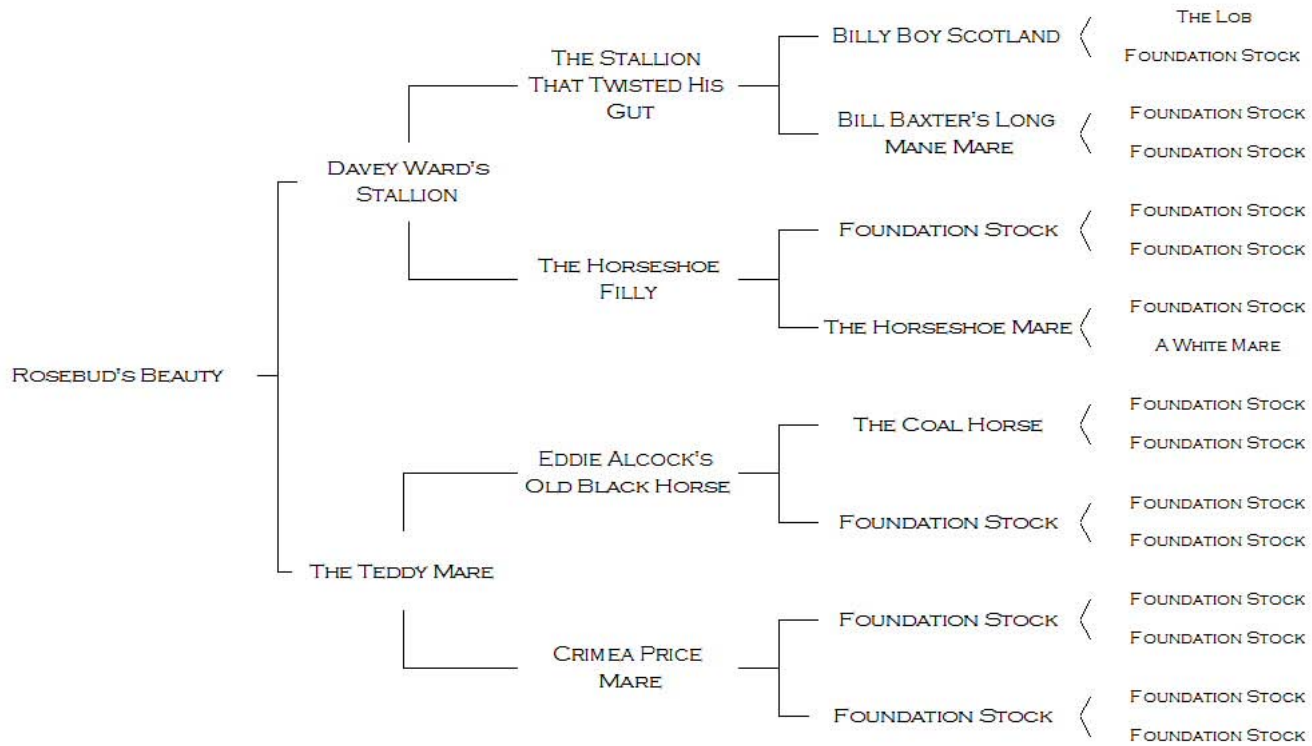 The Lob
Billy Boy Scotland
Foundation Stock
The Stallion
That Twisted His
Gut
Foundation Stock
Bill Baxter's Long
Mane Mare
Foundation Stock
Davey Ward's
Stallion
Foundation Stock
Foundation Stock
Foundation Stock
The Horseshoe
Filly
Foundation Stock
The Horseshoe Mare
A White Mare
Rosebud's Beauty
Foundation Stock
The Coal Horse
Foundation Stock
Eddie Alcock's
Old Black Horse
Foundation Stock
Foundation Stock
Foundation Stock
The Teddy Mare
Foundation Stock
Foundation Stock
Foundation Stock
Crimea Price
Mare
Foundation Stock
Foundation Stock
Foundation Stock